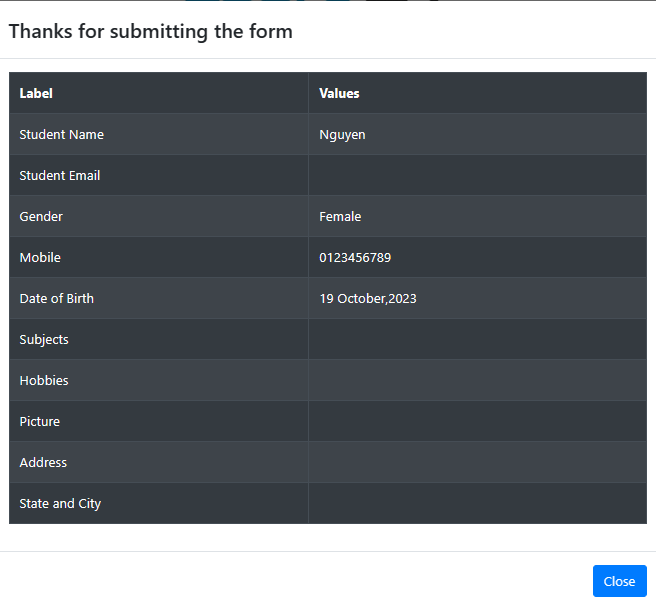 Thanks for submitting the form
Label Values
Student Name Nguyen
Student Email
Gender Female
Mobile 0123456789
Date of Birth 19 October,2023
Subjects
Hobbies
Picture
Address
State and City
Close